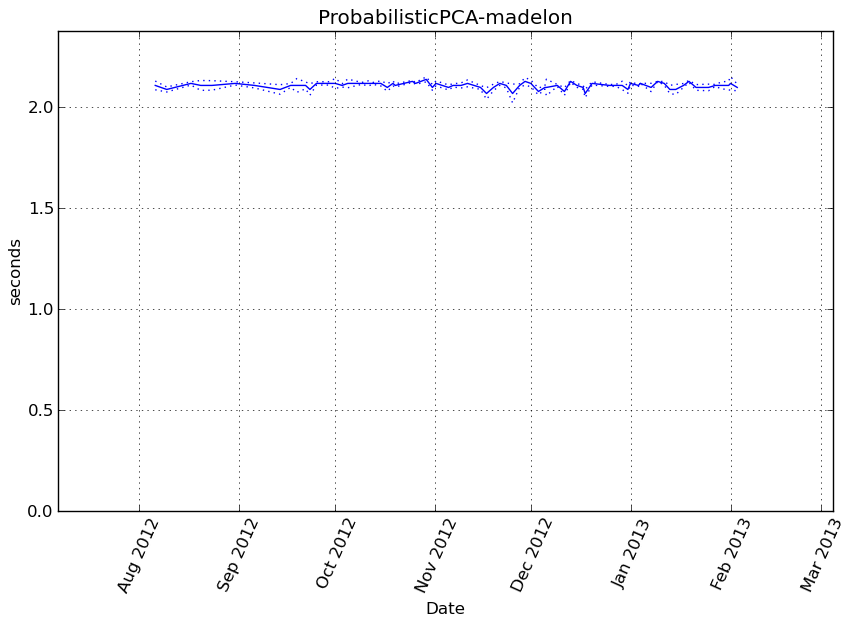 ProbabilisticPCA-madelon
2.0
1.5
1.0
0.5
0.0
seconds
Aug 2012
Sep 2012
Oct 2012
Nov 2012
Dec 2012
Jan 2013
Feb 2013
Mar 2013
Date